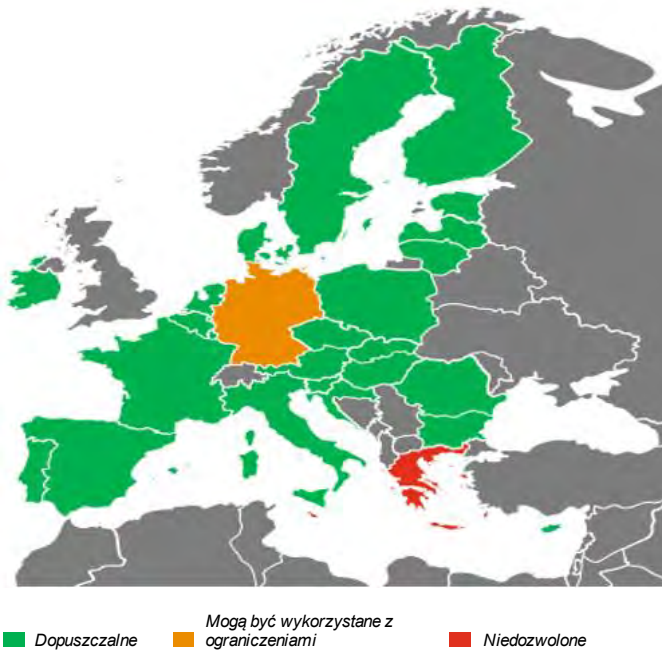 Dopuszczalne
Mogą być wykorzystane z
ograniczeniami
Niedozwolone